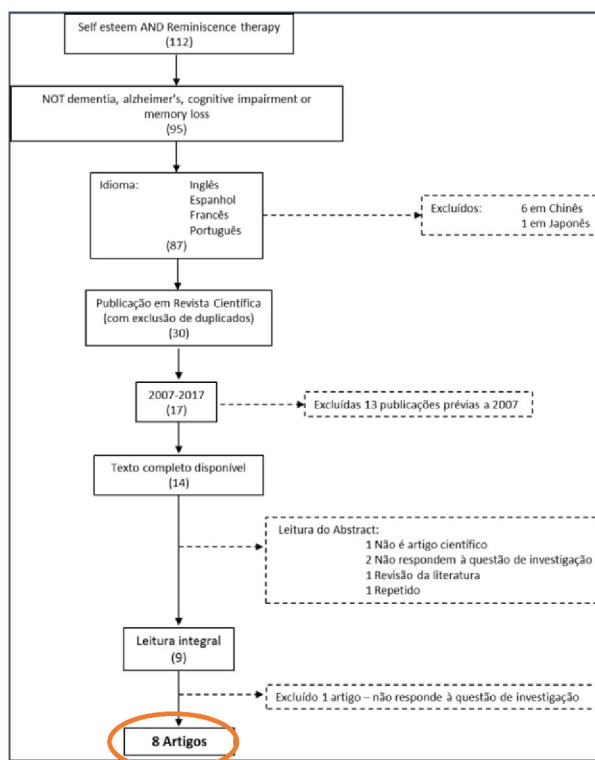 Self esteem AND Reminiscence therapy
(112)
NOT dementia, alzheimer's, cognitive impairment or
memory loss
(95)
Idioma: Inglês
Espanhol
Francês
Português
(87)
Excluídos: 6 em Chinês
1 em Japonês
Publicação em Revista Científica
(com exclusão de duplicados)
(30)
2007-2017
(17)
Excluídas 13 publicações prévias a 2007
Texto completo disponível
(14)
Leitura do Abstract:
1 Não é artigo científico
2 Não respondem à questão de investigação
1 Revisão da literatura
1 Repetido
Leitura integral
(9)
Excluído 1 artigo – não responde à questão de investigação
8 Artigos